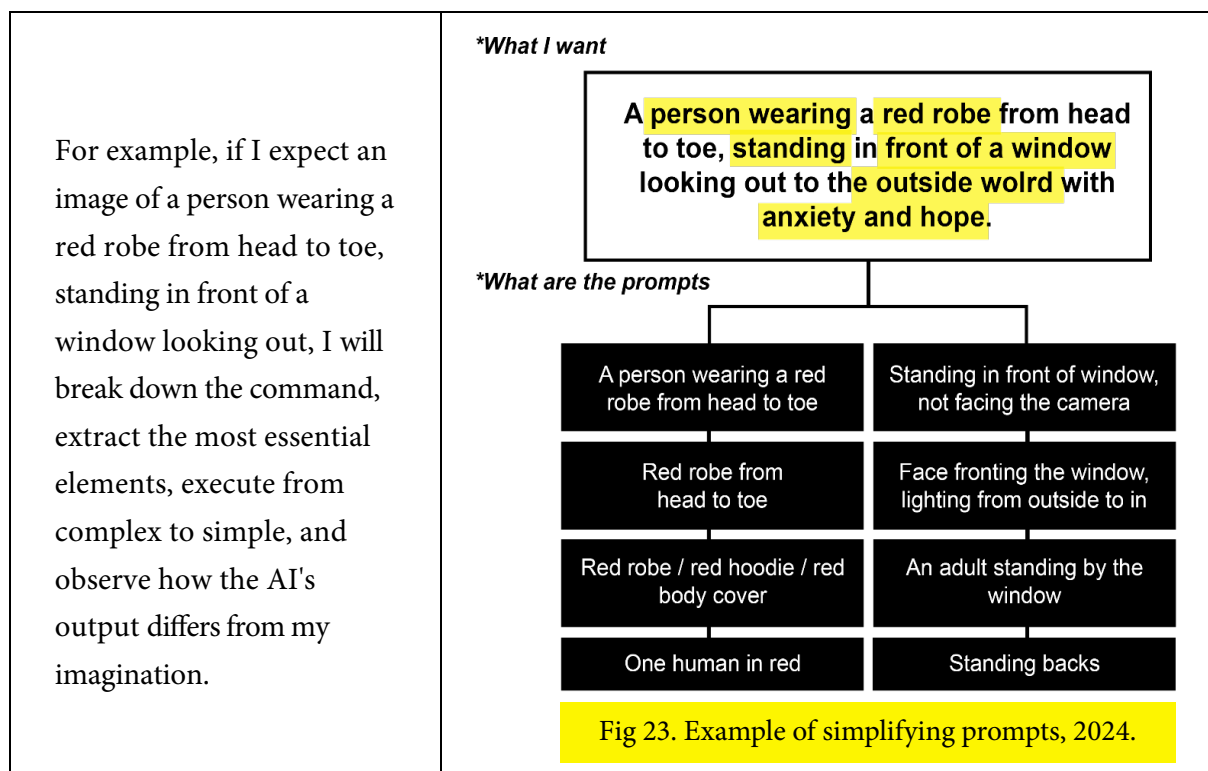 For example, if I expect an
image of a person wearing a
red robe from head to toe,
standing in front of a
window looking out, I will
break down the command,
extract the most essential
elements, execute from
complex to simple, and
observe how the AI's
output differs from my
imagination.
*What I want
A person wearing a red robe from head
to toe, standing in front of a window
looking out to the outside wolrd with
anxiety and hope.
*What are the prompts
A person wearing a red
robe from head to toe
Red robe from
head to toe
Red robe / red hoodie / red
body cover
One human in red
Standing in front of window,
not facing the camera
Face fronting the window,
lighting from outside to in
An adult standing by the
window
Standing backs
Fig 23. Example of simplifying prompts, 2024.